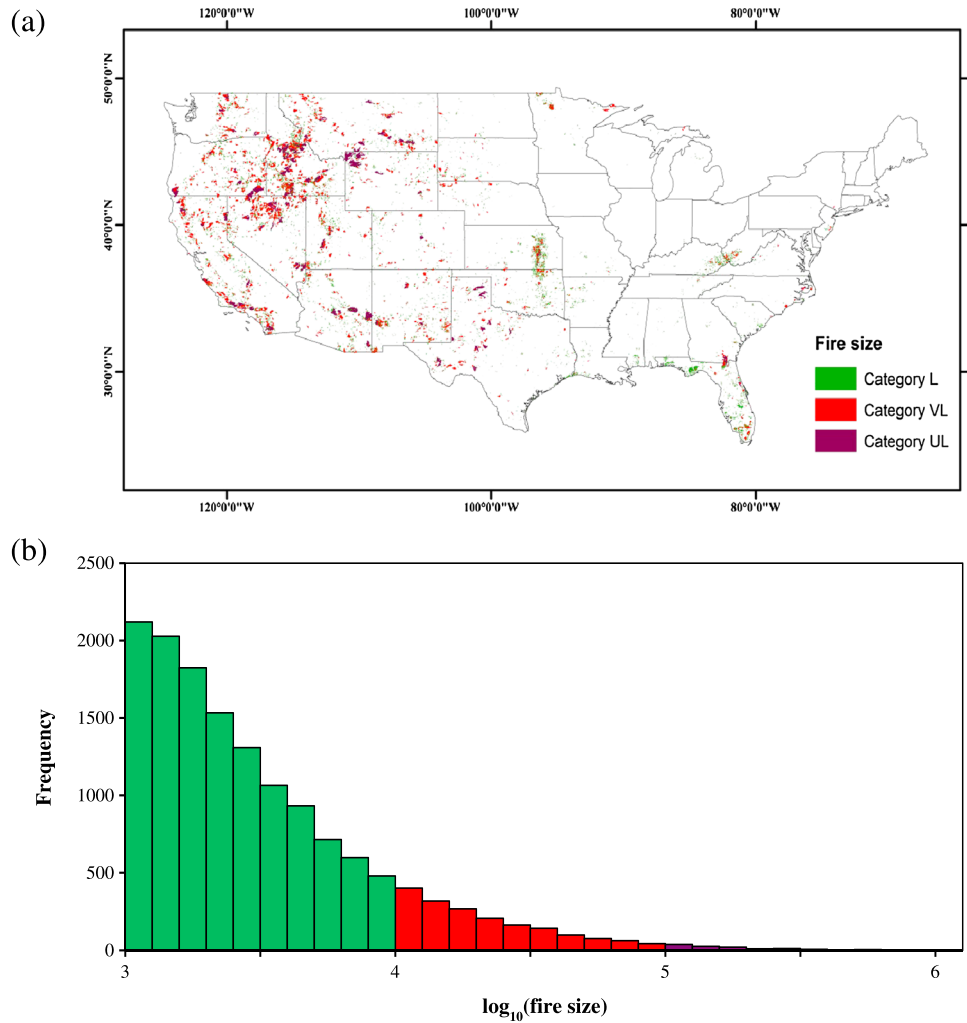 (a)
120°0'0"W 100°0'0"W 80°0'0"W
50°0'0"N
40°0'0"N
30°0'0"N
Fire size
Category L
Category VL
Category UL
120°0'0"W 100°0'0"W 80°0'0"W
(b)
2500
2000
1500
1000
500
0
Frequency
3 4 5 6
log10(fire size)